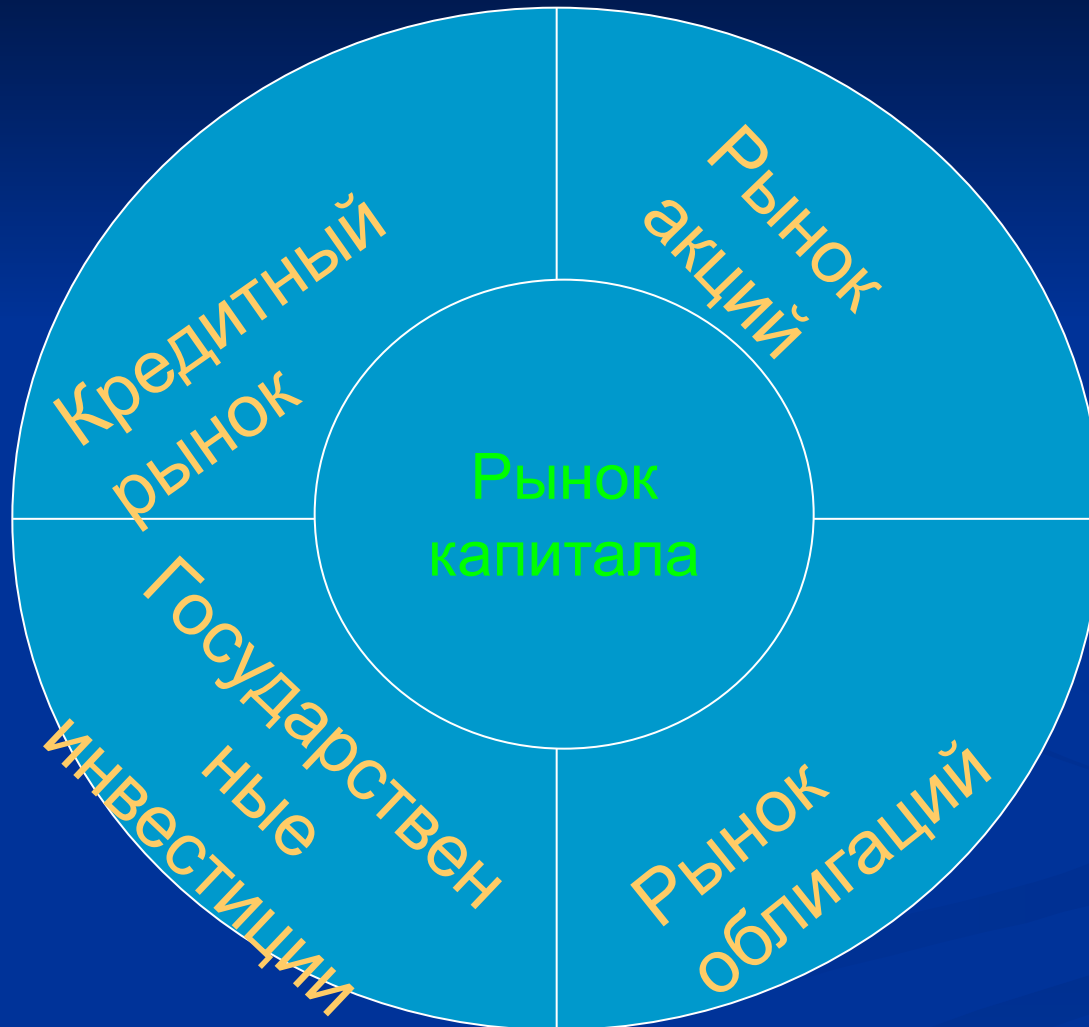 Кредитный
рынок
Рынок
акций
Рынок
капитала
Государствен
ные
инвестиции
Рынок
облигаций